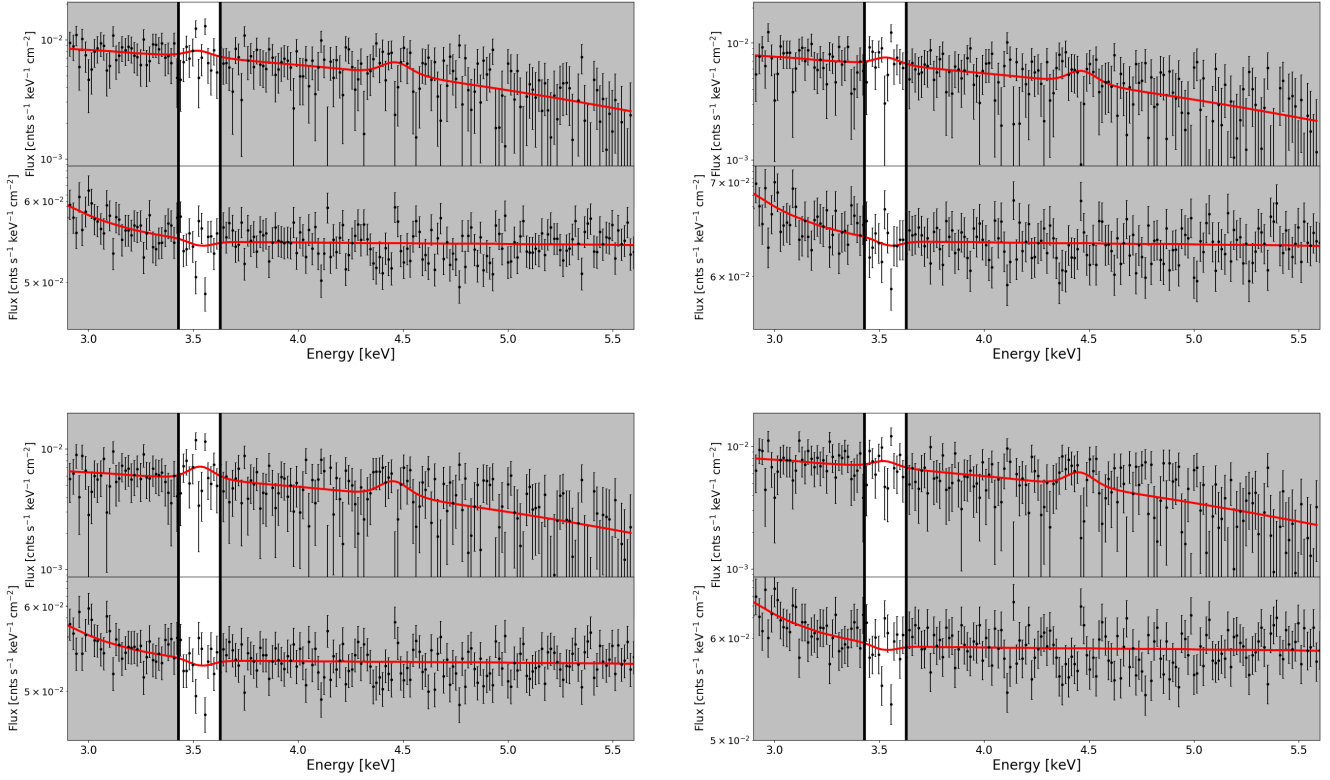 10⁻²
10⁻³
Flux [cnts s⁻¹ keV⁻¹ cm⁻²]
6 × 10⁻²
5 × 10⁻²
Flux [cnts s⁻¹ keV⁻¹ cm⁻²]
3.0 3.5 4.0 4.5 5.0 5.5
Energy [keV]
10⁻²
10⁻³
Flux [cnts s⁻¹ keV⁻¹ cm⁻²]
7 × 10⁻²
6 × 10⁻²
Flux [cnts s⁻¹ keV⁻¹ cm⁻²]
3.0 3.5 4.0 4.5 5.0 5.5
Energy [keV]
10⁻²
10⁻³
Flux [cnts s⁻¹ keV⁻¹ cm⁻²]
6 × 10⁻²
5 × 10⁻²
Flux [cnts s⁻¹ keV⁻¹ cm⁻²]
3.0 3.5 4.0 4.5 5.0 5.5
Energy [keV]
10⁻²
10⁻³
Flux [cnts s⁻¹ keV⁻¹ cm⁻²]
6 × 10⁻²
5 × 10⁻²
Flux [cnts s⁻¹ keV⁻¹ cm⁻²]
3.0 3.5 4.0 4.5 5.0 5.5
Energy [keV]